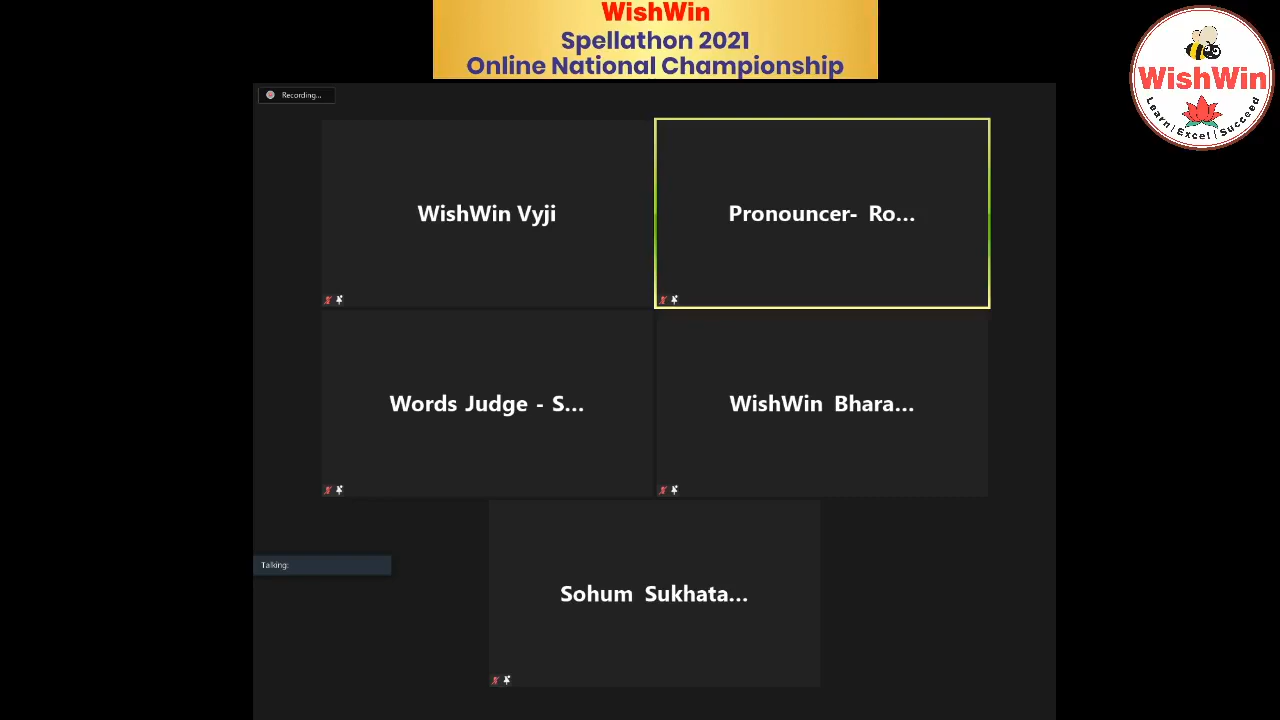 WishWin
Spellathon 2021
Online National Championship
WishWin
Learn | Excel | Succeed
Recording...
WishWin Vyji
Pronouncer- Ro...
Words Judge - S...
WishWin Bhara...
Talking:
Sohum Sukhata...